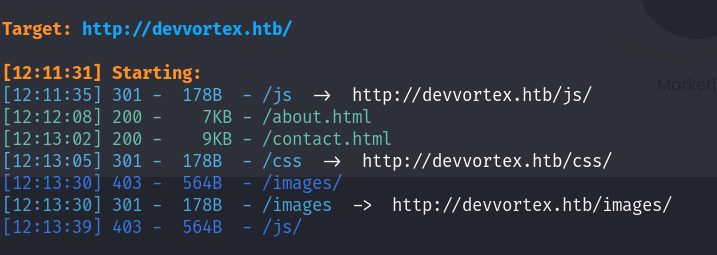 Target: http://devvortex.htb/
[12:11:31] Starting:
Marketi
[12:11:35] 301 -  178B  - /js  ->  http://devvortex.htb/js/
[12:12:08] 200 -    7KB - /about.html
[12:13:02] 200 -    9KB - /contact.html
[12:13:05] 301 -  178B  - /css  ->  http://devvortex.htb/css/
[12:13:30] 403 -  564B  - /images/
[12:13:30] 301 -  178B  - /images  ->  http://devvortex.htb/images/
[12:13:39] 403 -  564B  - /js/